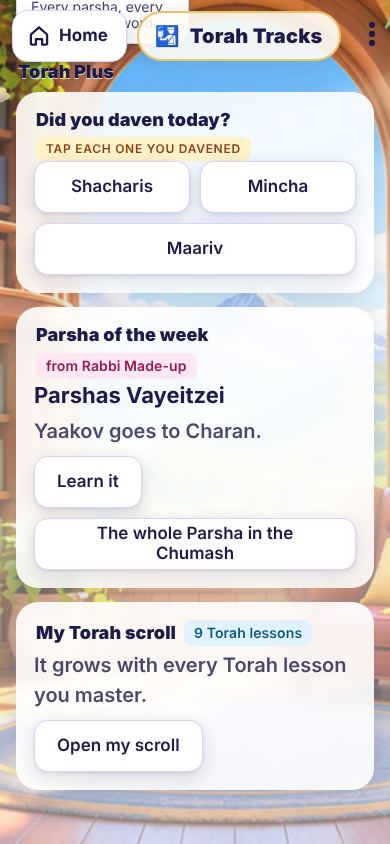 Every parsha, every
word
Home
Torah Tracks
Torah Plus
Did you daven today?
TAP EACH ONE YOU DAVENED
Shacharis
Mincha
Maariv
Parsha of the week
from Rabbi Made-up
Parshas Vayeitzei
Yaakov goes to Charan.
Learn it
The whole Parsha in the
Chumash
My Torah scroll
9 Torah lessons
It grows with every Torah lesson
you master.
Open my scroll